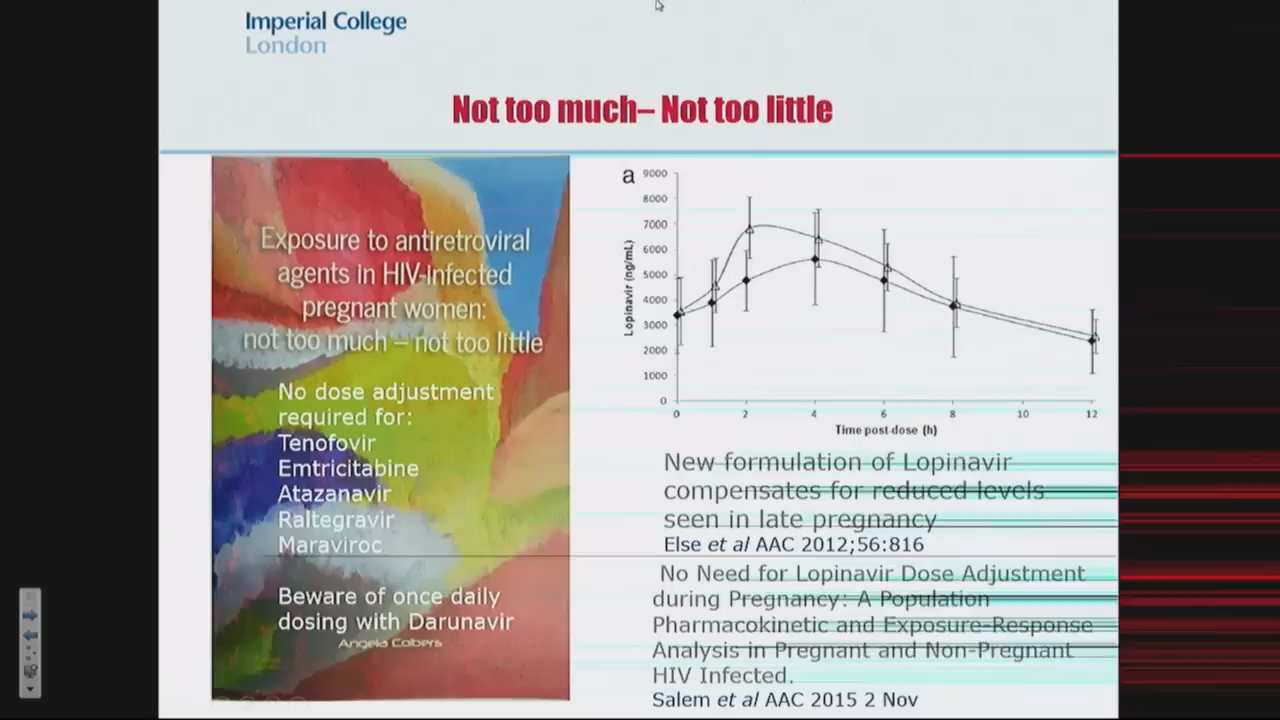 Imperial College
London
Not too much– Not too little
Exposure to antiretroviral
agents in HIV-infected
pregnant women:
not too much – not too little
No dose adjustment
required for:
Tenofovir
Emtricitabine
Atazanavir
Raltegravir
Maraviroc
Beware of once daily
dosing with Darunavir
Angela Colbers
a
9000
8000
7000
6000
5000
4000
3000
2000
1000
0
Lopinavir (ng/mL)
0 2 4 6 8 10 12
Time post-dose (h)
New formulation of Lopinavir
compensates for reduced levels
seen in late pregnancy
Else et al AAC 2012;56:816
No Need for Lopinavir Dose Adjustment
during Pregnancy: A Population
Pharmacokinetic and Exposure-Response
Analysis in Pregnant and Non-Pregnant
HIV Infected.
Salem et al AAC 2015 2 Nov